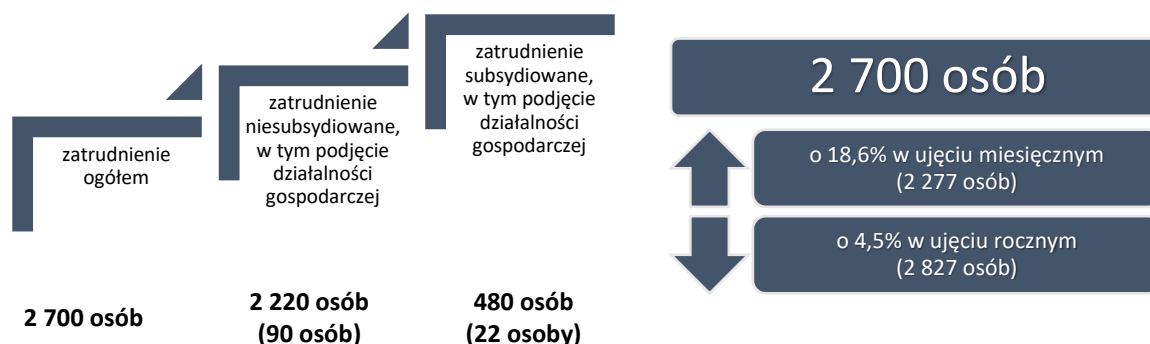 zatrudnienie
ogółem
2 700 osób
zatrudnienie
niesubsydiowane,
w tym podjęcie
działalności
gospodarczej
2 220 osób
(90 osób)
zatrudnienie
subsydiowane,
w tym podjęcie
działalności
gospodarczej
480 osób
(22 osoby)
2 700 osób
o 18,6% w ujęciu miesięcznym
(2 277 osób)
o 4,5% w ujęciu rocznym
(2 827 osób)